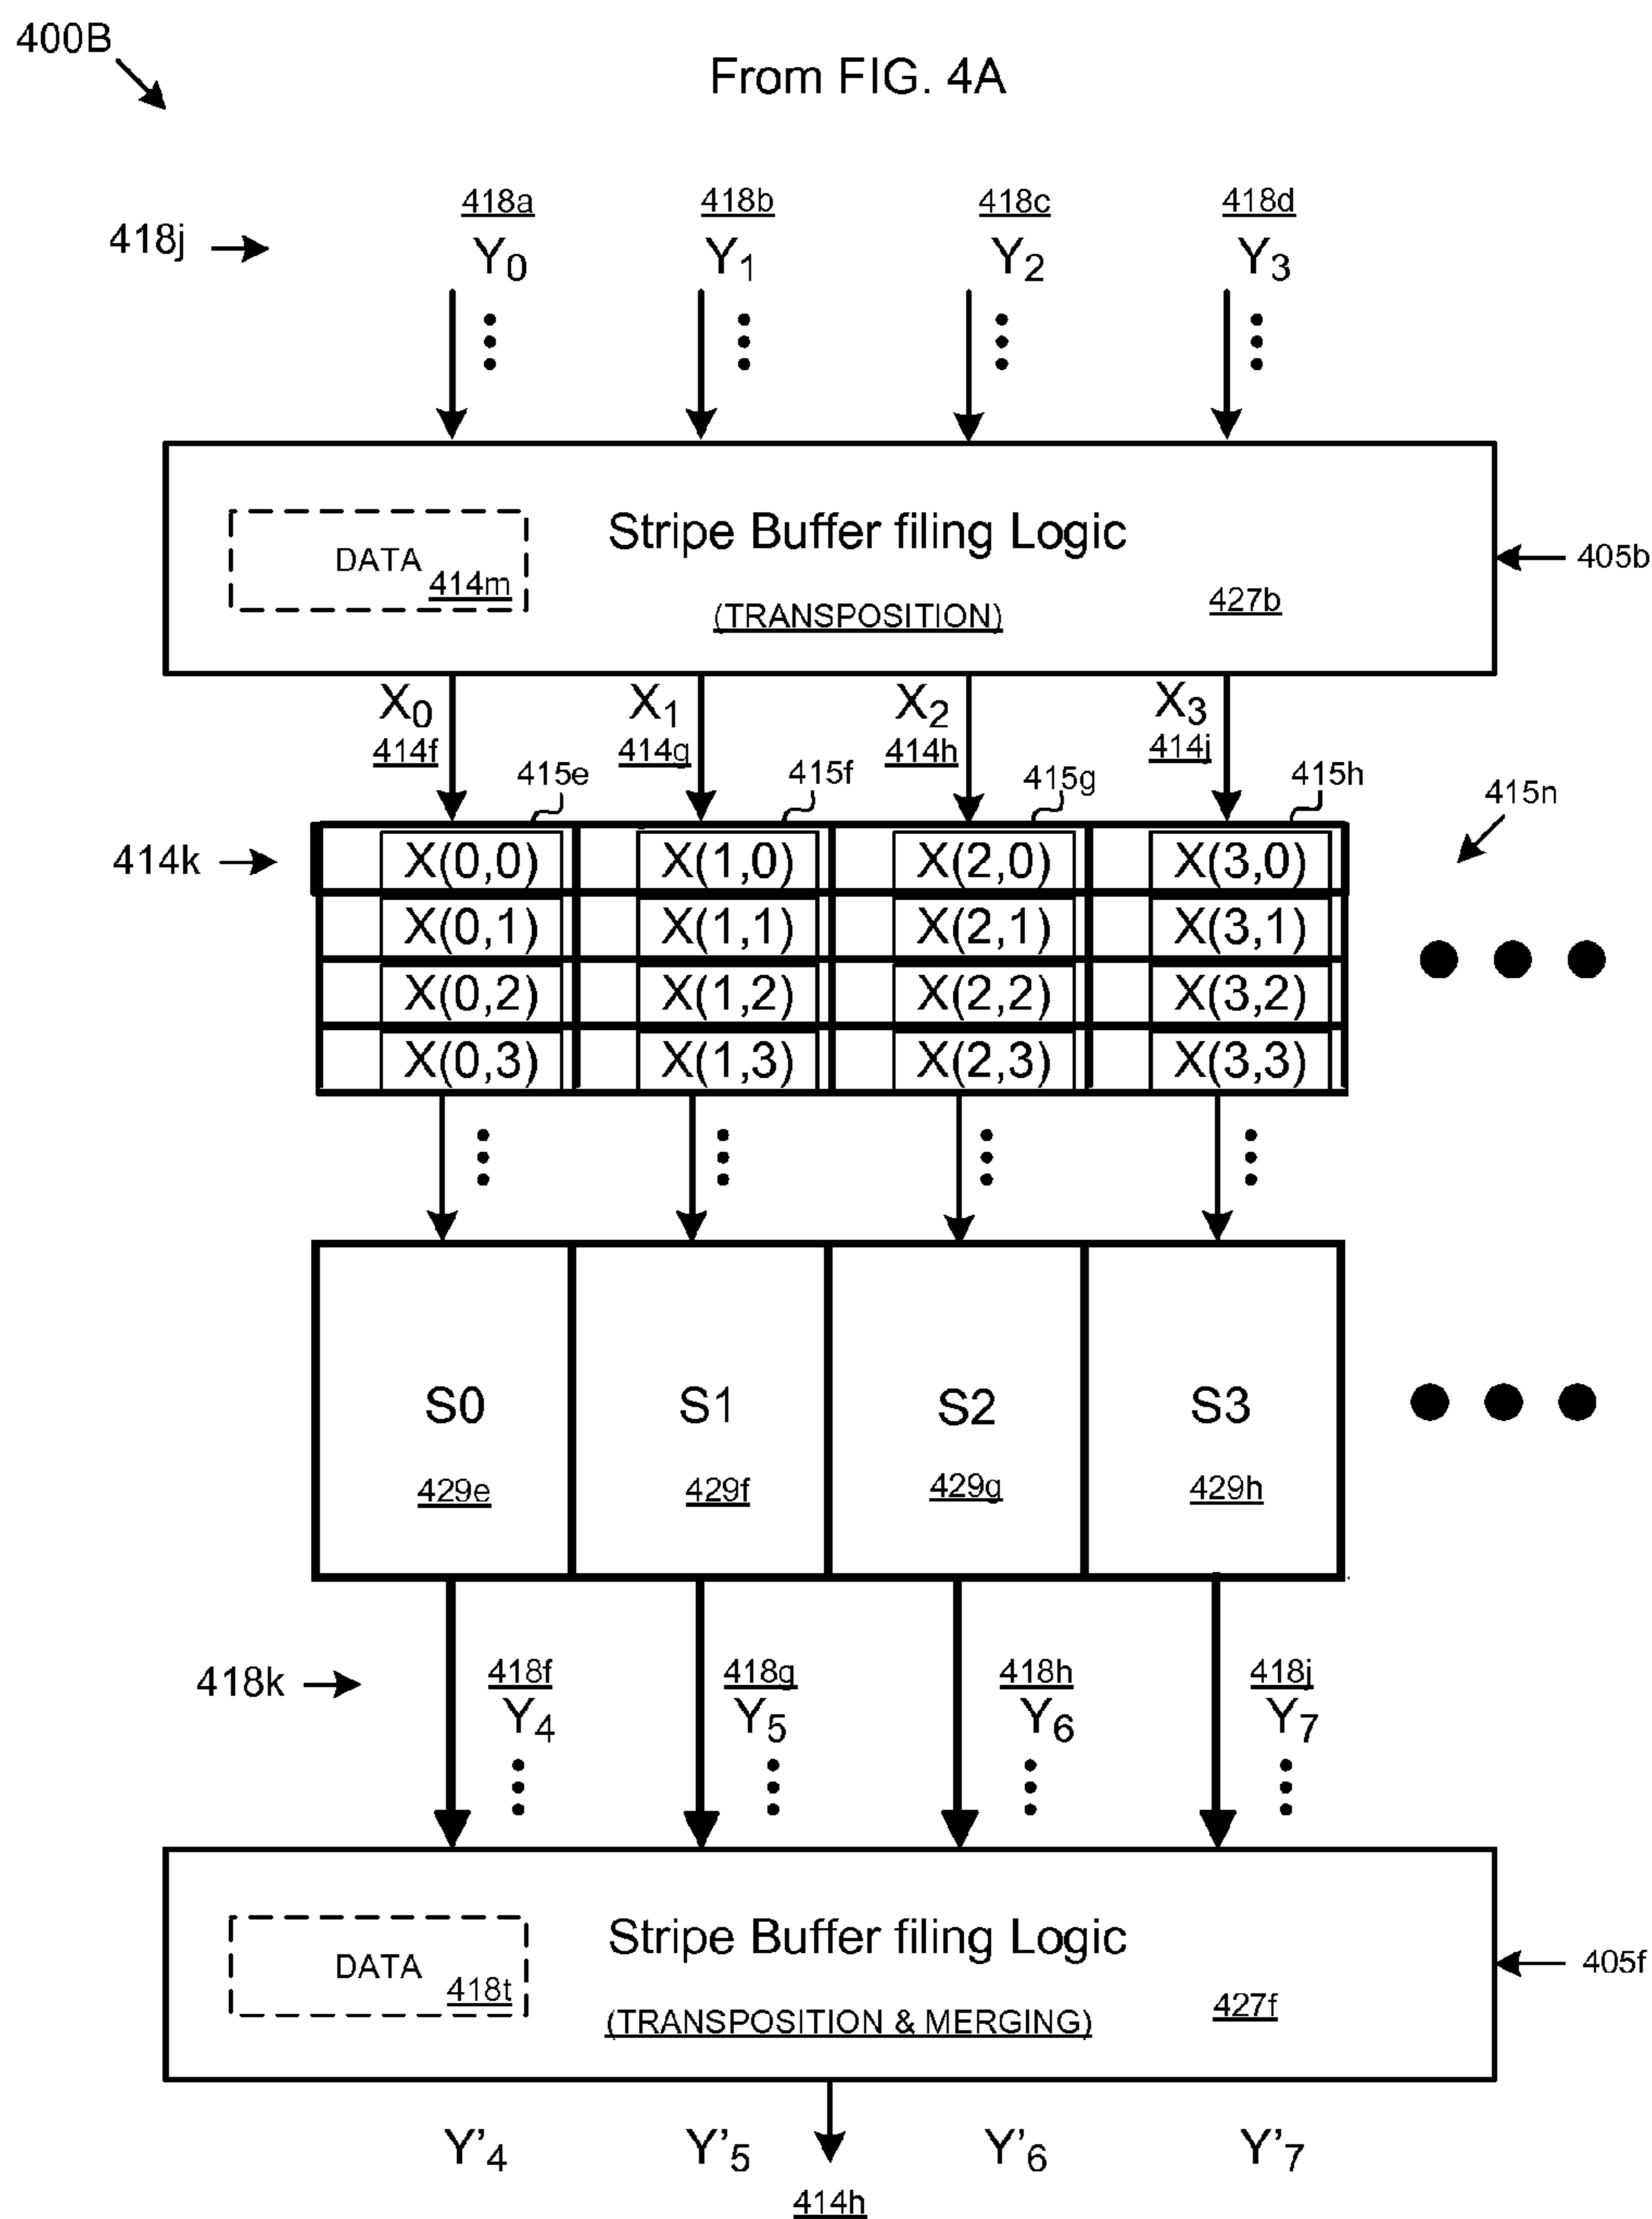 400B
From FIG. 4A
418a 418b 418c 418d
418j
Y0 Y1 Y2 Y3
Stripe Buffer filing Logic
DATA
414m
(TRANSPOSITION)
427b
405b
X0 X1 X2 X3
414f 414g 414h 414j
415e 415f 415g 415h
415n
414k
X(0,0) X(1,0) X(2,0) X(3,0)
X(0,1) X(1,1) X(2,1) X(3,1)
X(0,2) X(1,2) X(2,2) X(3,2)
X(0,3) X(1,3) X(2,3) X(3,3)
S0 S1 S2 S3
429e 429f 429g 429h
418k
418f 418g 418h 418j
Y4 Y5 Y6 Y7
Stripe Buffer filing Logic
DATA
418t
(TRANSPOSITION & MERGING)
427f
405f
Y'4 Y'5 Y'6 Y'7
414h